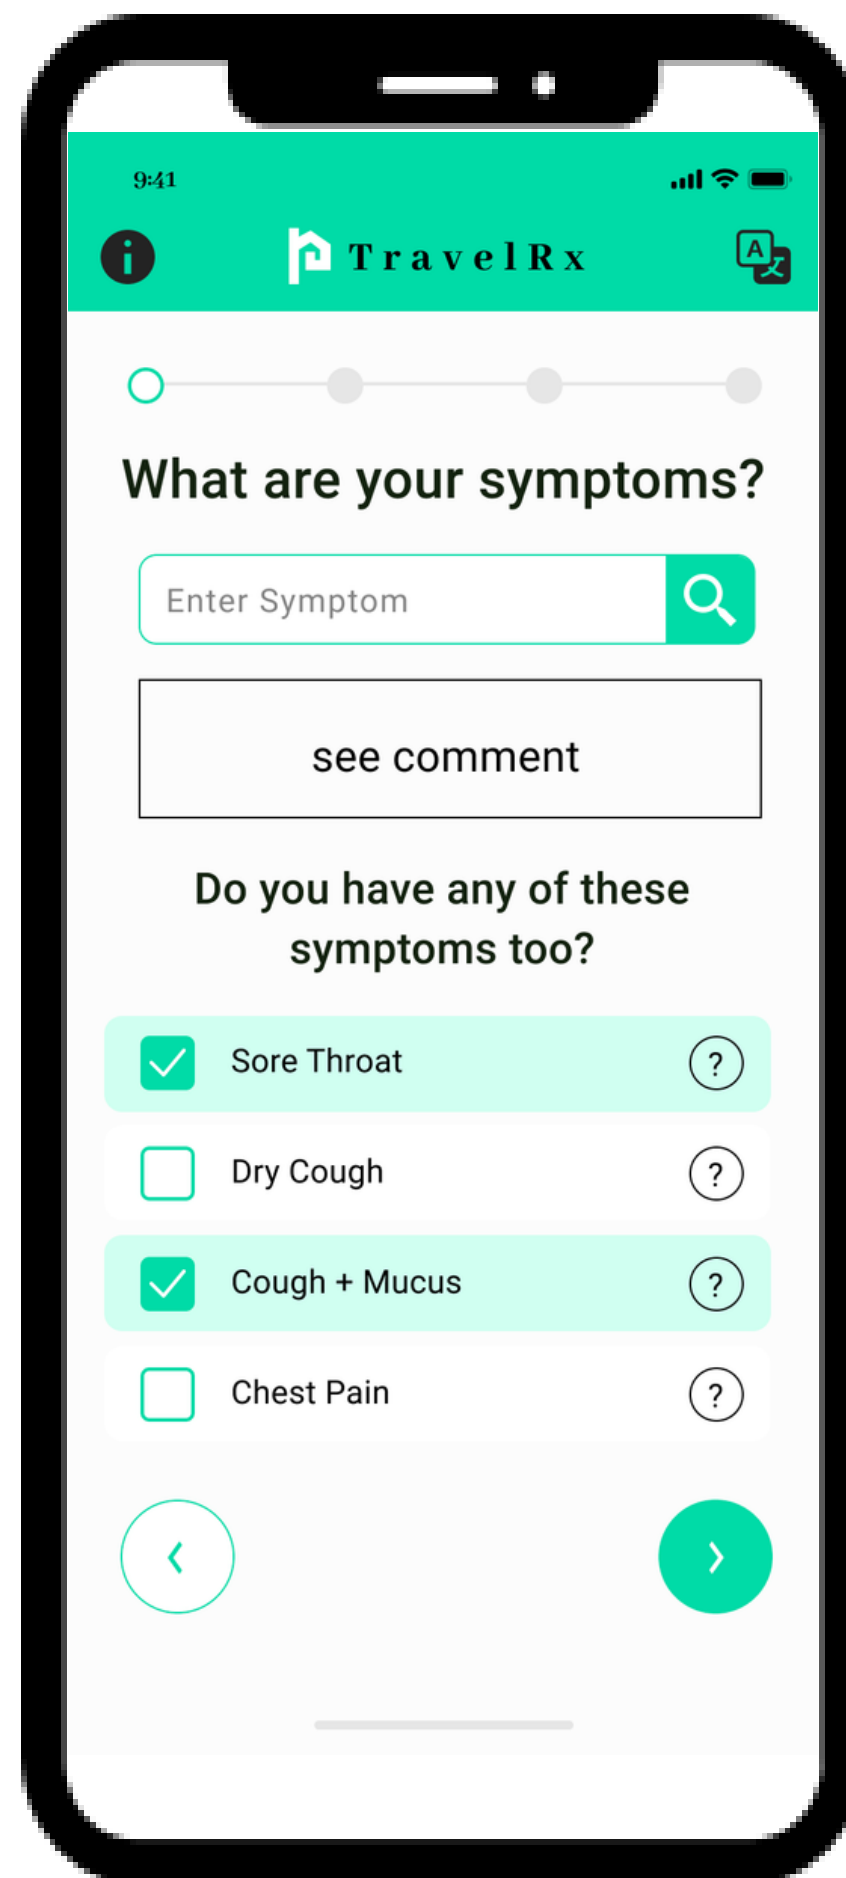 9:41
TravelRx
A
What are your symptoms?
Enter Symptom
see comment
Do you have any of these
symptoms too?
Sore Throat ?
Dry Cough ?
Cough + Mucus ?
Chest Pain ?